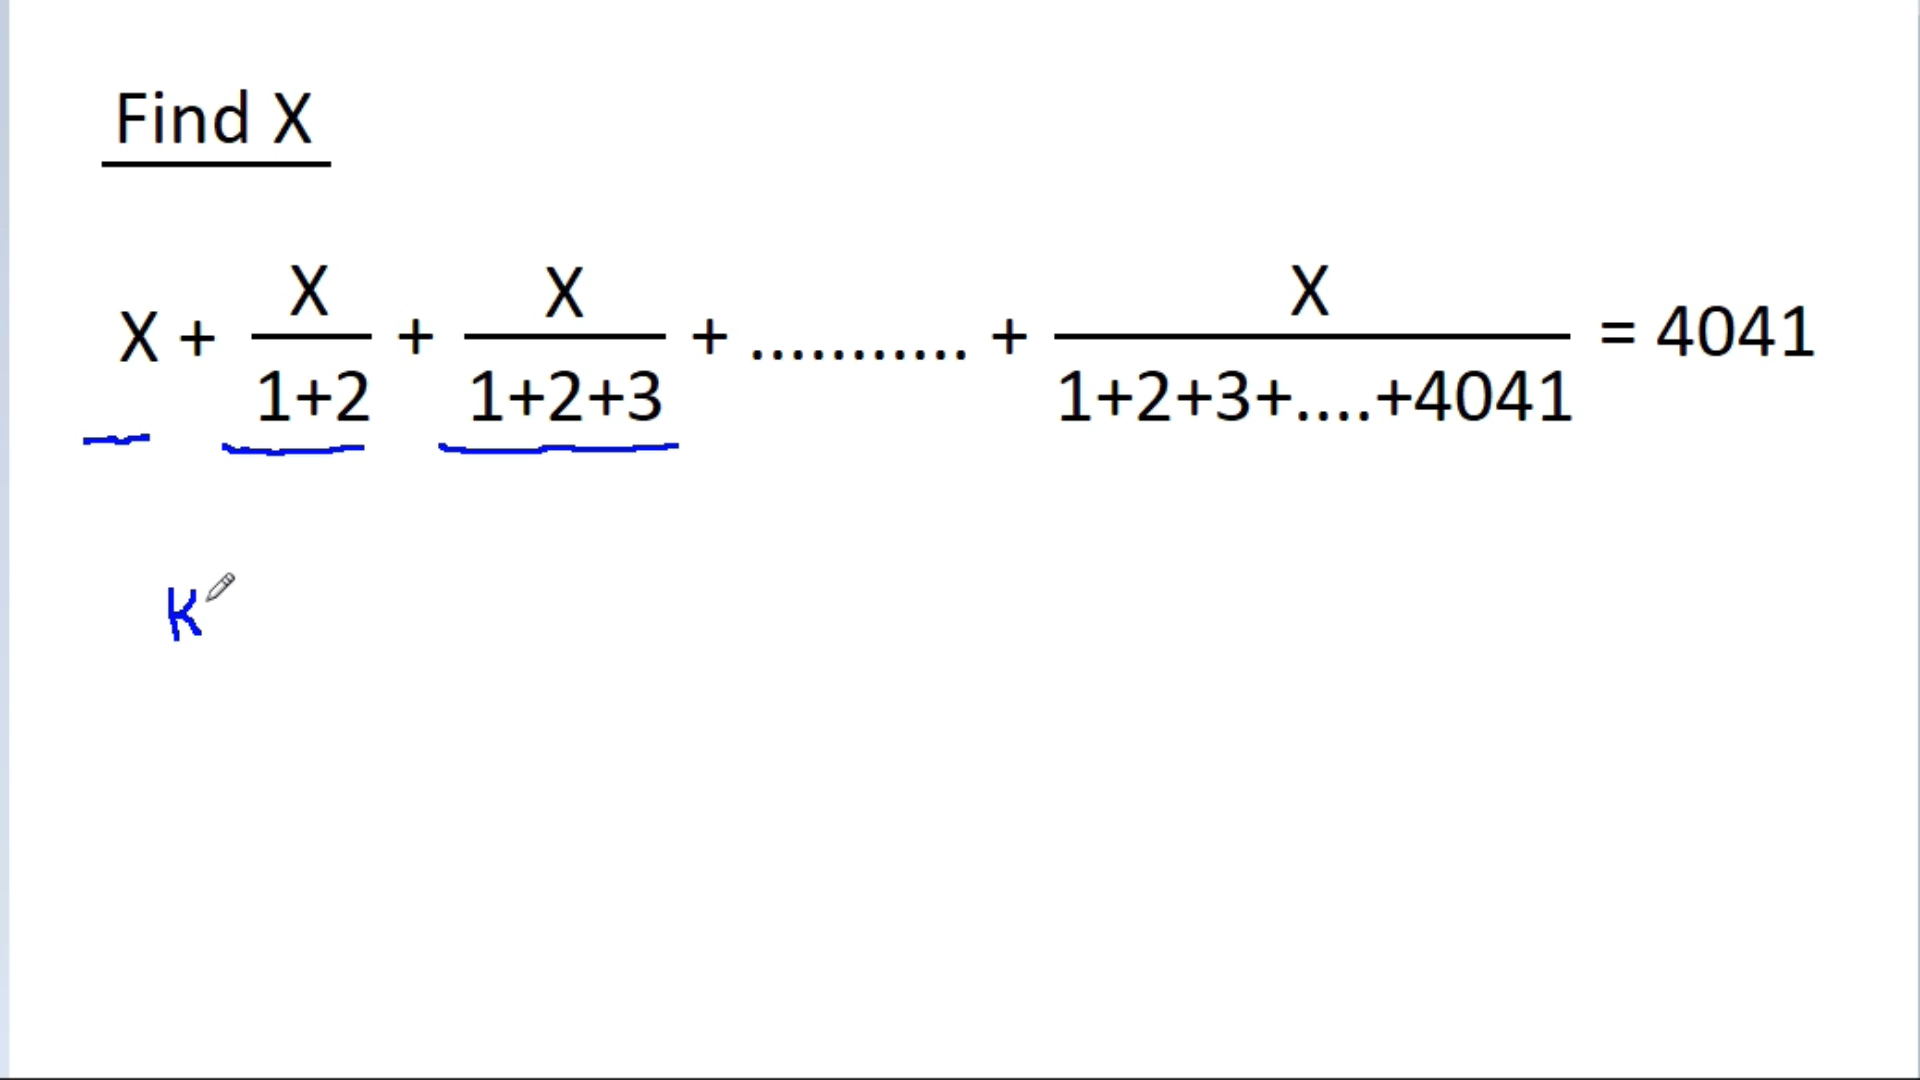 Find X
X + X/(1+2) + X/(1+2+3) + ........... + X/(1+2+3+....+4041) = 4041
K